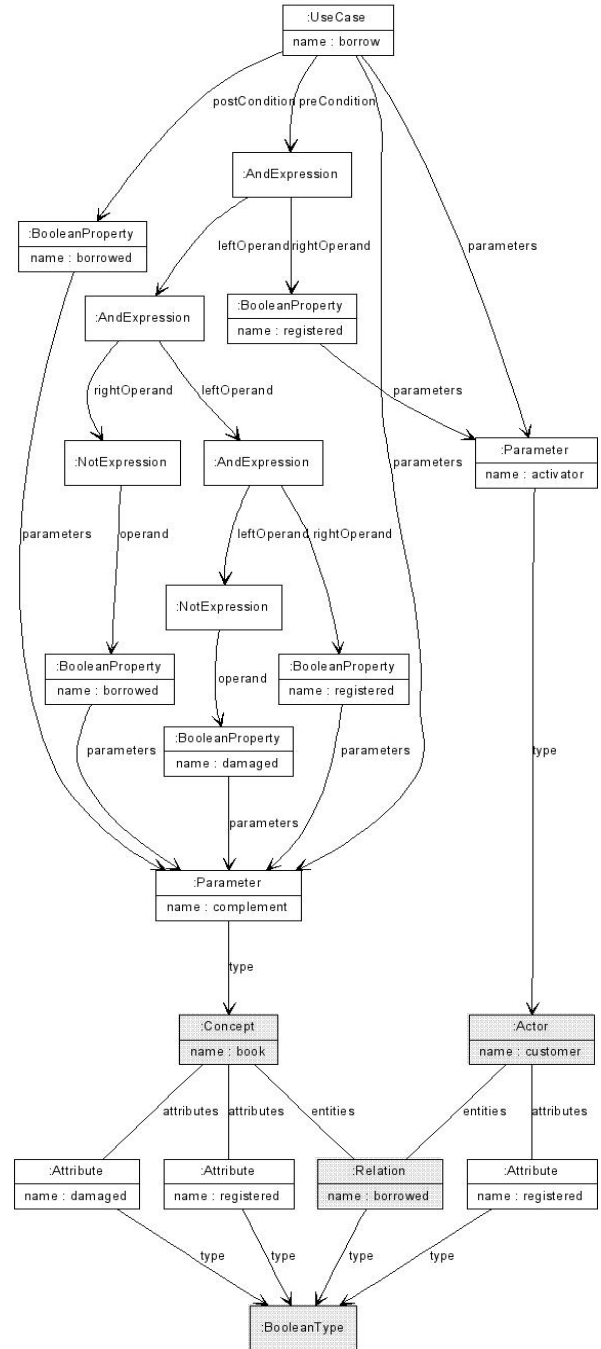 :UseCase
name : borrow
postCondition preCondition
:AndExpression
:BooleanProperty
name : borrowed
leftOperand rightOperand
parameters
:AndExpression
:BooleanProperty
name : registered
rightOperand
leftOperand
parameters
:NotExpression
:AndExpression
parameters
:Parameter
name : activator
parameters
operand
leftOperand rightOperand
:NotExpression
:BooleanProperty
name : borrowed
operand
:BooleanProperty
name : registered
type
parameters
:BooleanProperty
name : damaged
parameters
parameters
:Parameter
name : complement
type
:Concept
name : book
:Actor
name : customer
attributes
attributes
entities
entities
attributes
:Attribute
name : damaged
:Attribute
name : registered
:Relation
name : borrowed
:Attribute
name : registered
type
type
type
type
:BooleanType